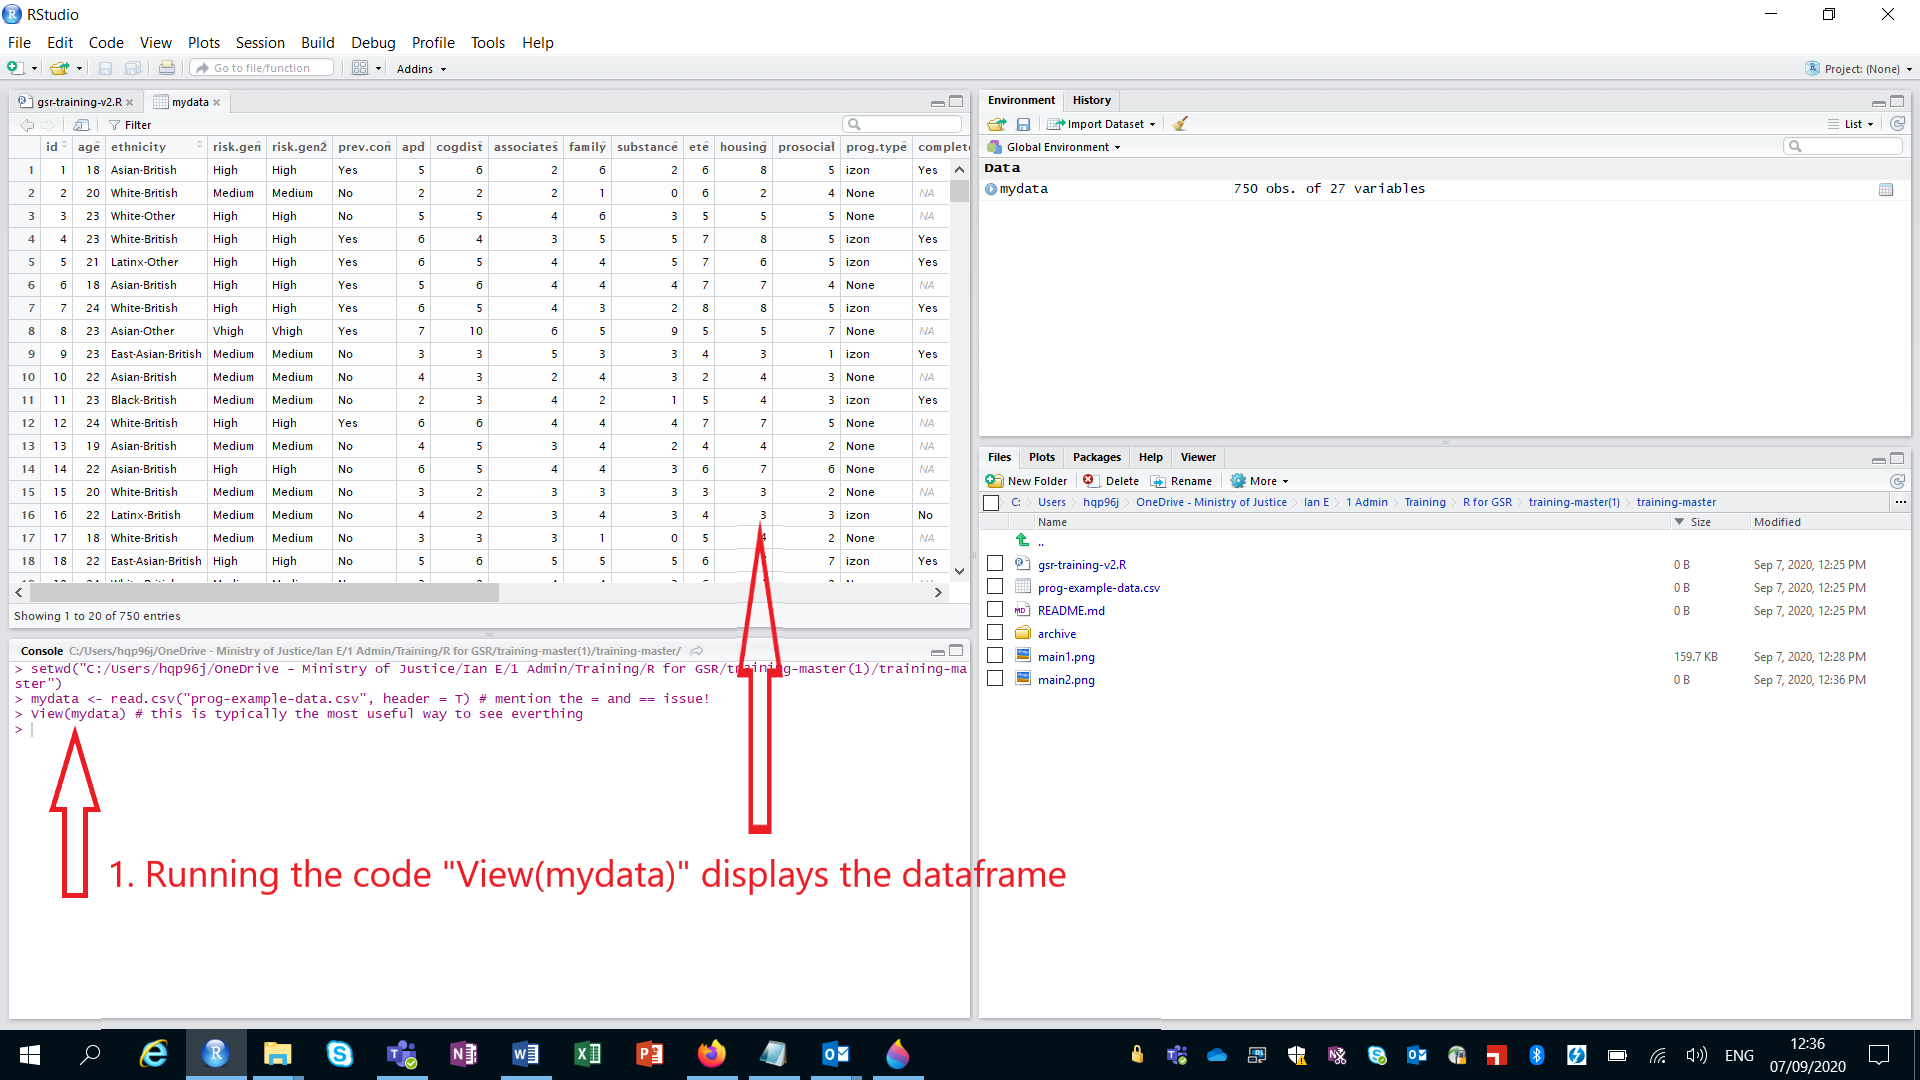 RStudio
File Edit Code View Plots Session Build Debug Profile Tools Help
Go to file/function Addins Project: (None)
gsr-training-v2.R mydata
Filter
id age ethnicity risk.gen risk.gen2 prev.con apd cogdist associates family substance ete housing prosocial prog.type complete
1 1 18 Asian-British High High Yes 5 6 2 6 2 6 8 5 izon Yes
2 2 20 White-British Medium Medium No 2 2 2 1 0 6 2 4 None NA
3 3 23 White-Other High High No 5 5 4 6 3 5 5 5 None NA
4 4 23 White-British High High Yes 6 4 3 5 5 7 8 5 izon Yes
5 5 21 Latinx-Other High High Yes 6 5 4 4 5 7 6 5 izon Yes
6 6 18 Asian-British High High Yes 5 6 4 4 4 7 7 4 None NA
7 7 24 White-British High High Yes 6 5 4 3 2 8 8 5 izon Yes
8 8 23 Asian-Other Vhigh Vhigh Yes 7 10 6 5 9 5 5 7 None NA
9 9 23 East-Asian-British Medium Medium No 3 3 5 3 3 4 3 1 izon Yes
10 10 22 Asian-British Medium Medium No 4 3 2 4 3 2 4 3 None NA
11 11 23 Black-British Medium Medium No 2 3 4 2 1 5 4 3 izon Yes
12 12 24 White-British High High Yes 6 6 4 4 4 7 7 5 None NA
13 13 19 Asian-British Medium Medium No 4 5 3 4 2 4 4 2 None NA
14 14 22 Asian-British High High No 6 5 4 4 3 6 7 6 None NA
15 15 20 White-British Medium Medium No 3 2 3 3 3 3 3 2 None NA
16 16 22 Latinx-British Medium Medium No 4 2 3 4 3 4 3 3 izon No
17 17 18 White-British Medium Medium No 3 3 3 1 0 5 4 2 None NA
18 18 22 East-Asian-British High High No 5 6 5 5 5 6 7 izon Yes
Showing 1 to 20 of 750 entries
Console C:/Users/hqp96j/OneDrive - Ministry of Justice/Ian E/1 Admin/Training/R for GSR/training-master(1)/training-master/
> setwd("C:/Users/hqp96j/OneDrive - Ministry of Justice/Ian E/1 Admin/Training/R for GSR/training-master(1)/training-ma
ster")
> mydata <- read.csv("prog-example-data.csv", header = T) # mention the = and == issue!
> View(mydata) # this is typically the most useful way to see everthing
>
1. Running the code "View(mydata)" displays the dataframe
Environment History
Import Dataset List
Global Environment
Data
mydata 750 obs. of 27 variables
Files Plots Packages Help Viewer
New Folder Delete Rename More
C: Users hqp96j OneDrive - Ministry of Justice Ian E 1 Admin Training R for GSR training-master(1) training-master ...
Name Size Modified
..
gsr-training-v2.R 0 B Sep 7, 2020, 12:25 PM
prog-example-data.csv 0 B Sep 7, 2020, 12:25 PM
README.md 0 B Sep 7, 2020, 12:25 PM
archive
main1.png 159.7 KB Sep 7, 2020, 12:28 PM
main2.png 0 B Sep 7, 2020, 12:36 PM
ENG
12:36
07/09/2020